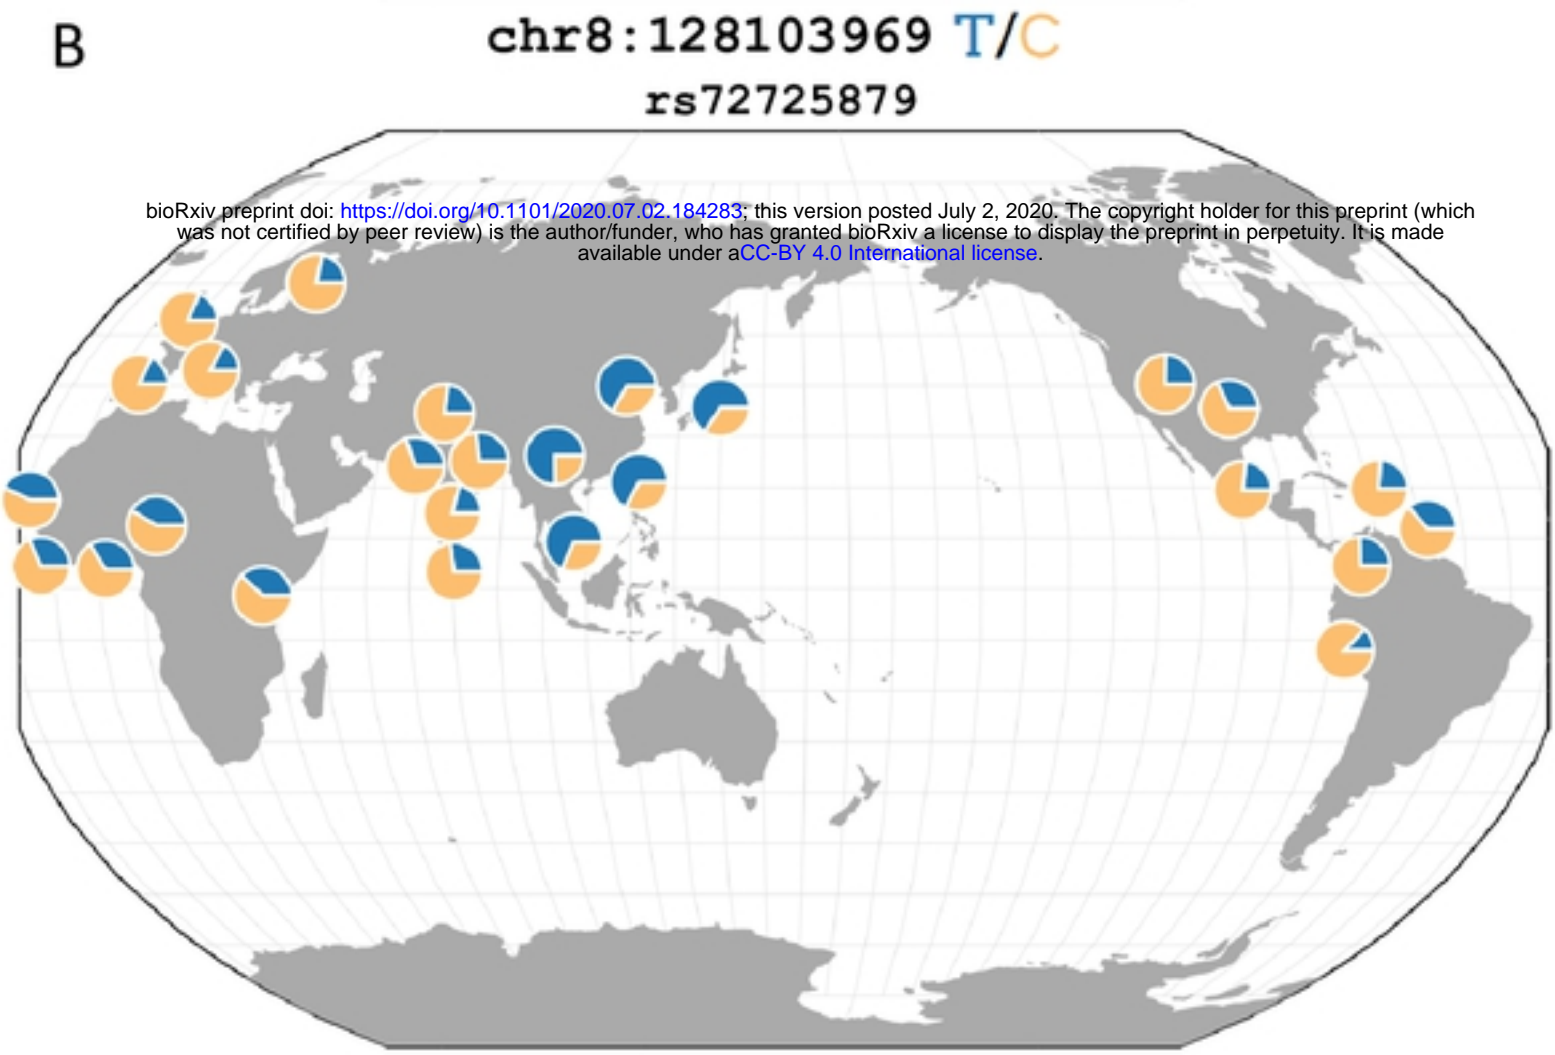 B
chr8:128103969 T/C
rs72725879
bioRxiv preprint doi: https://doi.org/10.1101/2020.07.02.184283; this version posted July 2, 2020. The copyright holder for this preprint (which
was not certified by peer review) is the author/funder, who has granted bioRxiv a license to display the preprint in perpetuity. It is made
available under aCC-BY 4.0 International license.